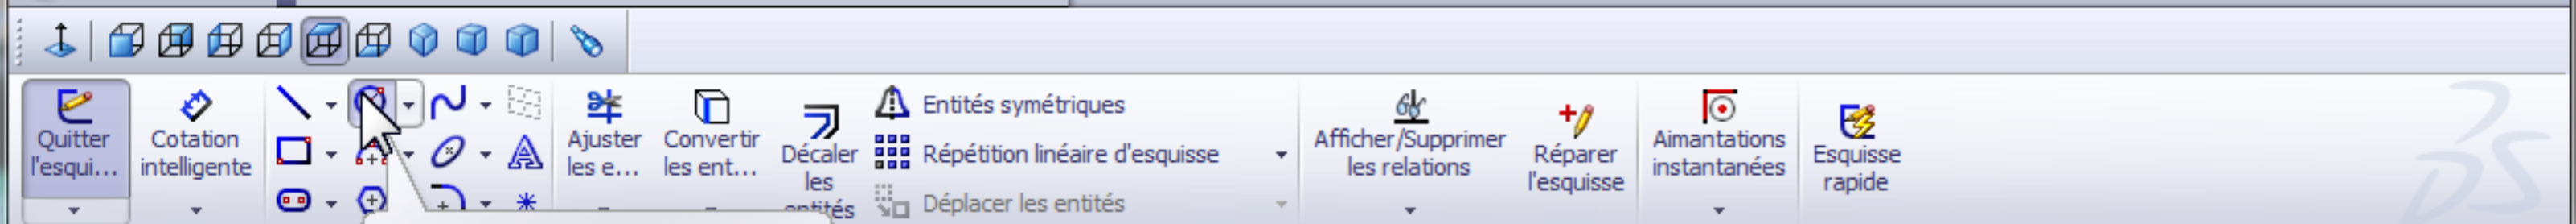 Quitter
l'esqui...
Cotation
intelligente
Ajuster
les e...
Convertir
les ent...
Décaler
les
entités
Entités symétriques
Répétition linéaire d'esquisse
Déplacer les entités
Afficher/Supprimer
les relations
Réparer
l'esquisse
Aimantations
instantanées
Esquisse
rapide